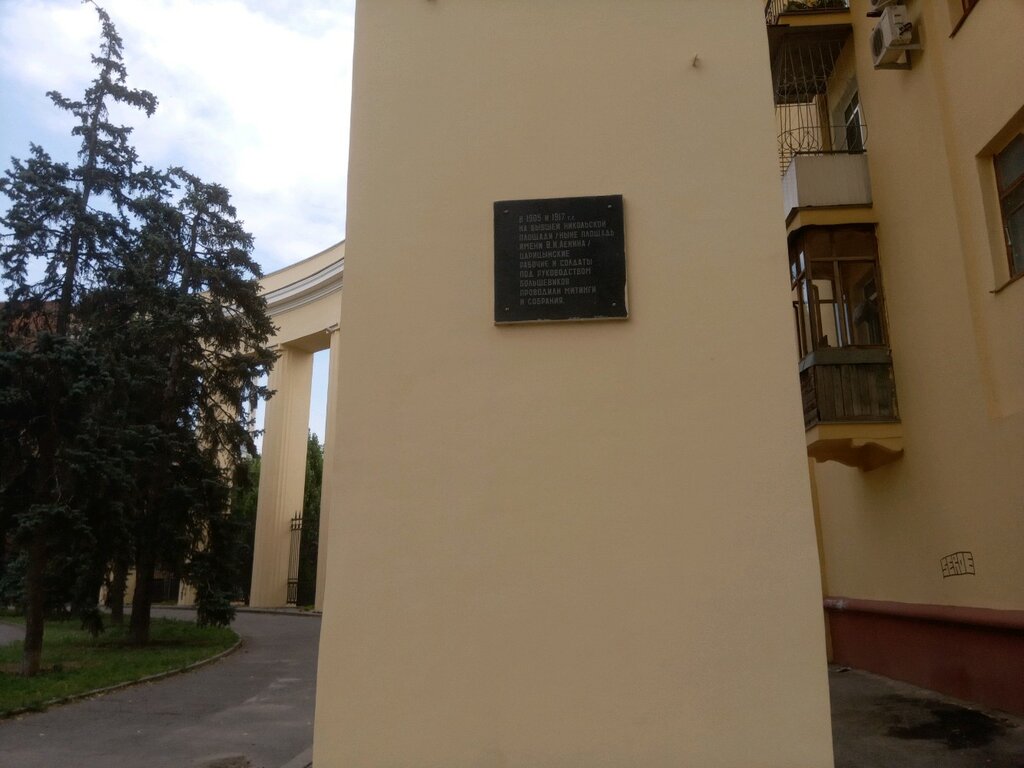 В 1905 И 1917 г.г.
НА БЫВШЕЙ НИКОЛЬСКОЙ
ПЛОЩАДИ /НЫНЕ ПЛОЩАДЬ
ИМЕНИ В.И.ЛЕНИНА/
ЦАРИЦЫНСКИЕ
РАБОЧИЕ И СОЛДАТЫ
ПОД РУКОВОДСТВОМ
БОЛЬШЕВИКОВ
ПРОВОДИЛИ МИТИНГИ
И СОБРАНИЯ.